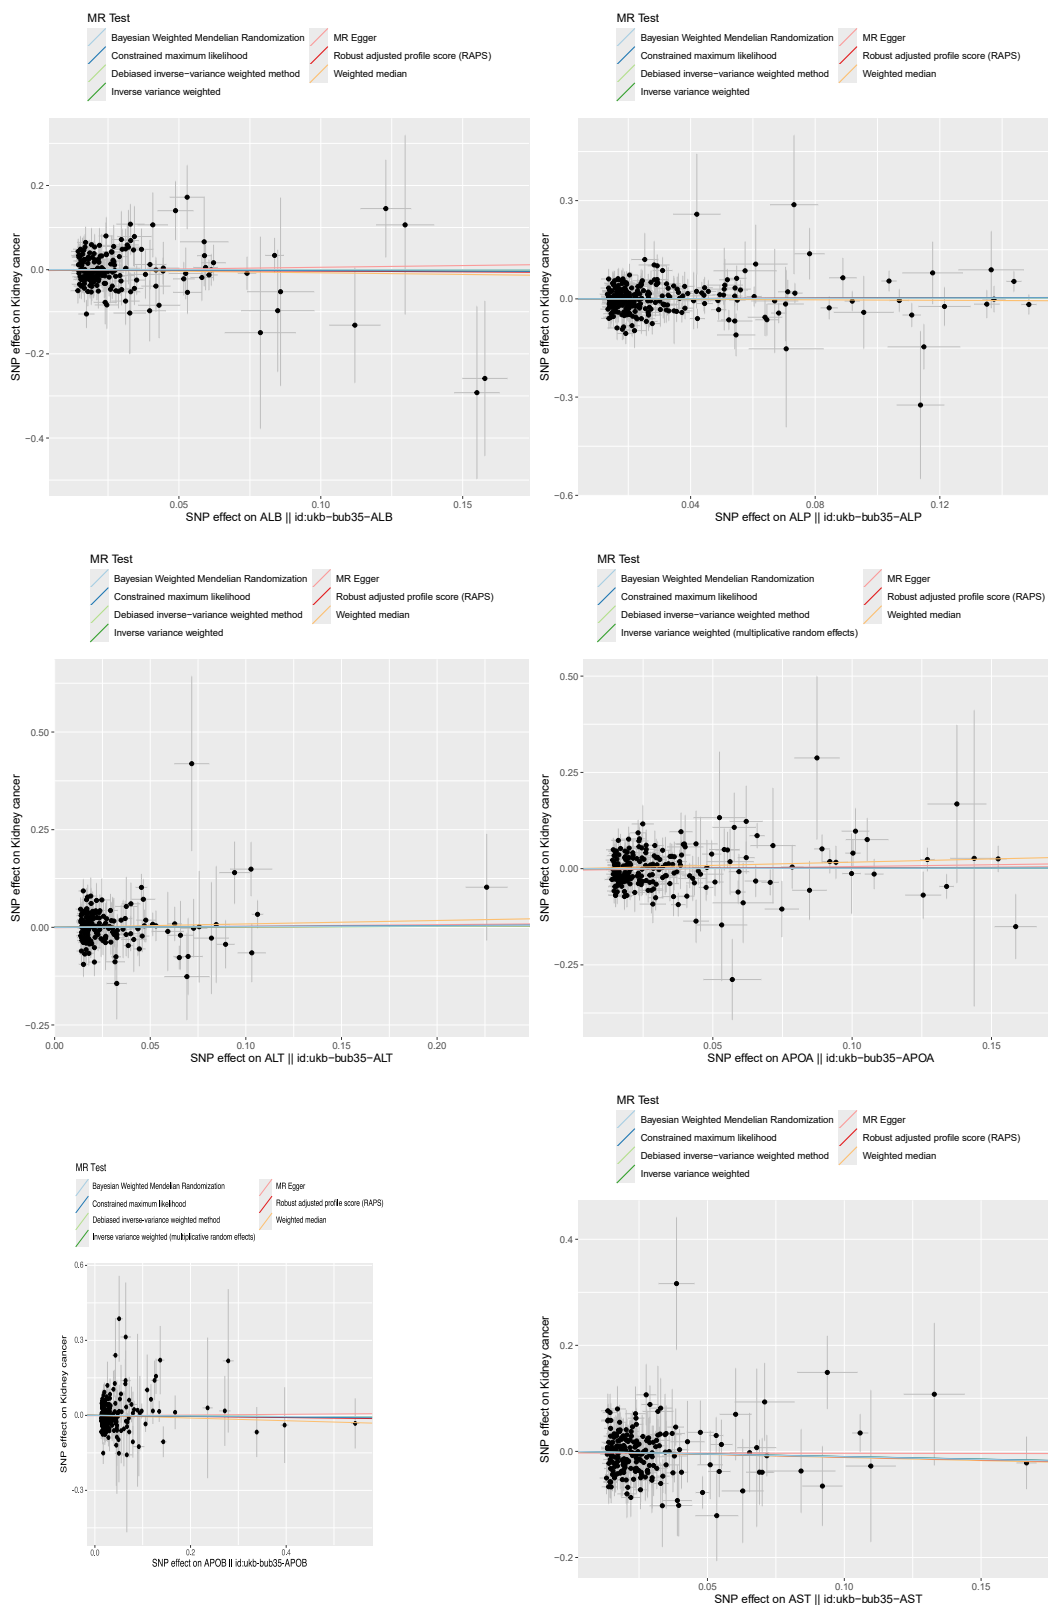 MR Test
Bayesian Weighted Mendelian Randomization
MR Egger
Constrained maximum likelihood
Robust adjusted profile score (RAPS)
Debiased inverse−variance weighted method
Weighted median
Inverse variance weighted
0.2
0.0
−0.2
−0.4
SNP effect on Kidney cancer
0.05
0.10
0.15
SNP effect on ALB || id:ukb−bub35−ALB
MR Test
Bayesian Weighted Mendelian Randomization
MR Egger
Constrained maximum likelihood
Robust adjusted profile score (RAPS)
Debiased inverse−variance weighted method
Weighted median
Inverse variance weighted
0.3
0.0
−0.3
−0.6
SNP effect on Kidney cancer
0.04
0.08
0.12
SNP effect on ALP || id:ukb−bub35−ALP
MR Test
Bayesian Weighted Mendelian Randomization
MR Egger
Constrained maximum likelihood
Robust adjusted profile score (RAPS)
Debiased inverse−variance weighted method
Weighted median
Inverse variance weighted
0.50
0.25
0.00
−0.25
SNP effect on Kidney cancer
0.00
0.05
0.10
0.15
0.20
SNP effect on ALT || id:ukb−bub35−ALT
MR Test
Bayesian Weighted Mendelian Randomization
MR Egger
Constrained maximum likelihood
Robust adjusted profile score (RAPS)
Debiased inverse−variance weighted method
Weighted median
Inverse variance weighted (multiplicative random effects)
0.50
0.25
0.00
−0.25
SNP effect on Kidney cancer
0.05
0.10
0.15
SNP effect on APOA || id:ukb−bub35−APOA
MR Test
Bayesian Weighted Mendelian Randomization
MR Egger
Constrained maximum likelihood
Robust adjusted profile score (RAPS)
Debiased inverse−variance weighted method
Weighted median
Inverse variance weighted (multiplicative random effects)
0.6
0.3
0.0
−0.3
SNP effect on Kidney cancer
0.0
0.2
0.4
SNP effect on APOB || id:ukb−bub35−APOB
MR Test
Bayesian Weighted Mendelian Randomization
MR Egger
Constrained maximum likelihood
Robust adjusted profile score (RAPS)
Debiased inverse−variance weighted method
Weighted median
Inverse variance weighted
0.4
0.2
0.0
−0.2
SNP effect on Kidney cancer
0.05
0.10
0.15
SNP effect on AST || id:ukb−bub35−AST